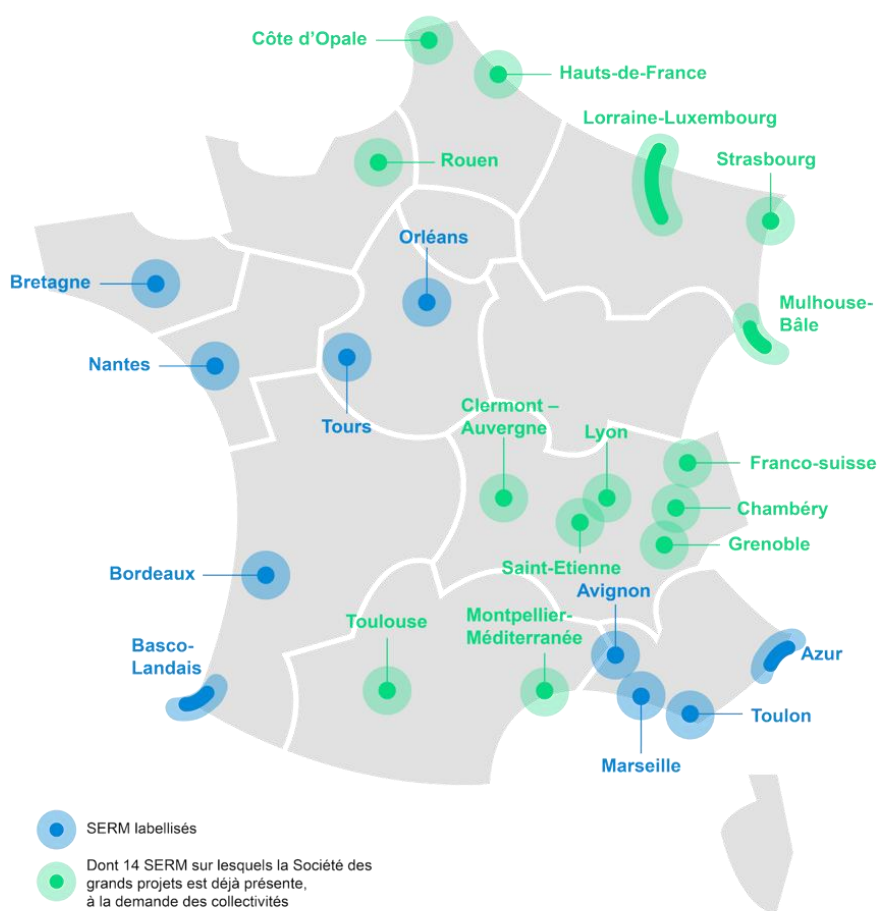 Côte d'Opale
Hauts-de-France
Lorraine-Luxembourg
Strasbourg
Rouen
Orléans
Bretagne
Mulhouse-
Bâle
Nantes
Tours
Clermont –
Auvergne
Lyon
Franco-suisse
Chambéry
Grenoble
Saint-Etienne
Bordeaux
Avignon
Toulouse
Montpellier-
Méditerranée
Basco-
Landais
Azur
Toulon
Marseille
SERM labellisés
Dont 14 SERM sur lesquels la Société des
grands projets est déjà présente,
à la demande des collectivités